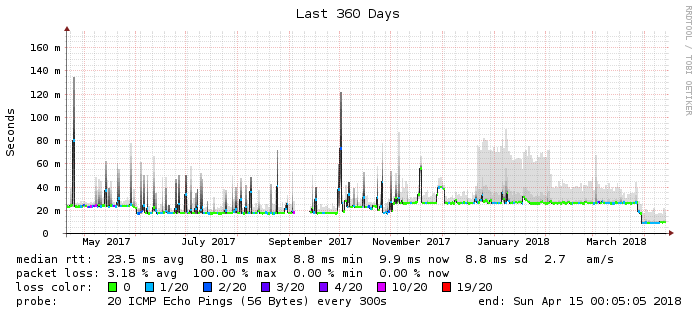 Last 360 Days
RRDTOOL / TOBI OETIKER
Seconds
160 m
140 m
120 m
100 m
80 m
60 m
40 m
20 m
0
May 2017 July 2017 September 2017 November 2017 January 2018 March 2018
median rtt: 23.5 ms avg 80.1 ms max 8.8 ms min 9.9 ms now 8.8 ms sd 2.7 am/s
packet loss: 3.18 % avg 100.00 % max 0.00 % min 0.00 % now
loss color: 0 1/20 2/20 3/20 4/20 10/20 19/20
probe: 20 ICMP Echo Pings (56 Bytes) every 300s end: Sun Apr 15 00:05:05 2018